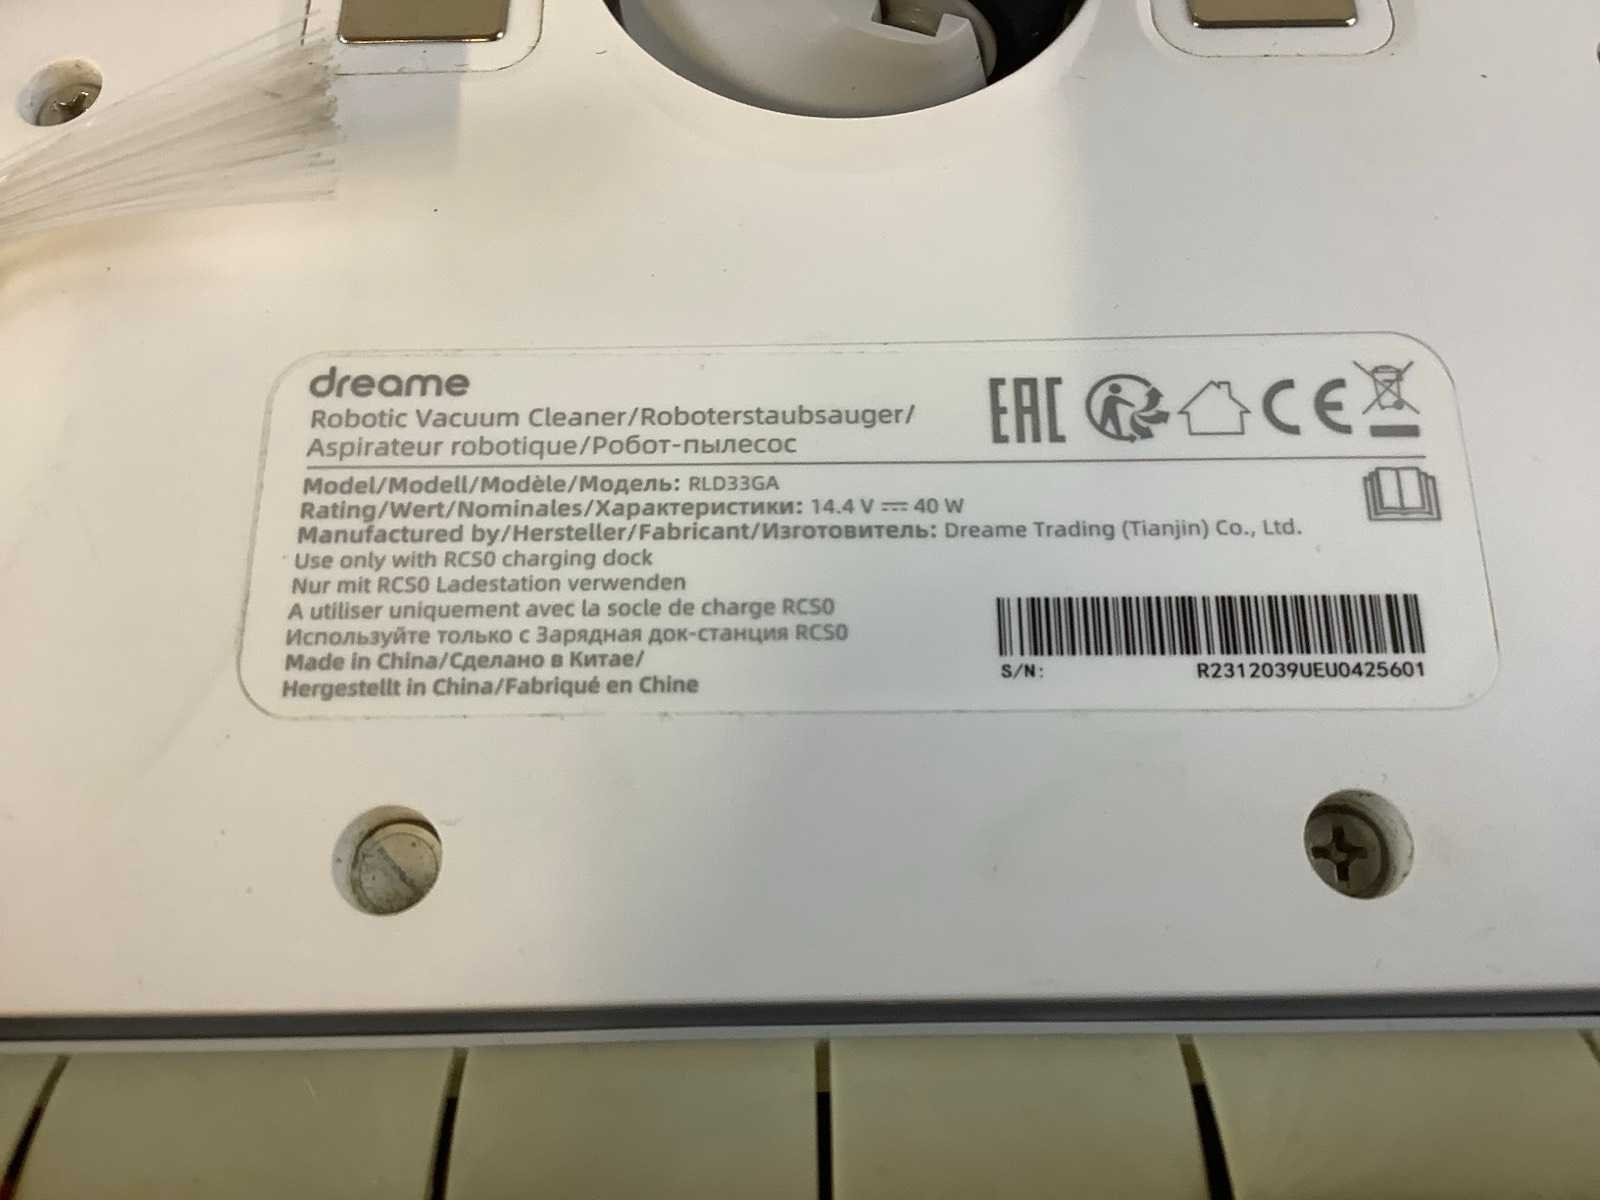 dreame
Robotic Vacuum Cleaner/Roboterstaubsauger/
Aspirateur robotique/Робот-пылесос
EAC
CE
Model/Modell/Modèle/Модель: RLD33GA
Rating/Wert/Nominales/Характеристики: 14.4 V ⎓ 40 W
Manufactured by/Hersteller/Fabricant/Изготовитель: Dreame Trading (Tianjin) Co., Ltd.
Use only with RCS0 charging dock
Nur mit RCS0 Ladestation verwenden
A utiliser uniquement avec la socle de charge RCS0
Используйте только с Зарядная док-станция RCS0
Made in China/Сделано в Китае/
Hergestellt in China/Fabriqué en Chine
S/N: R2312039UEU0425601